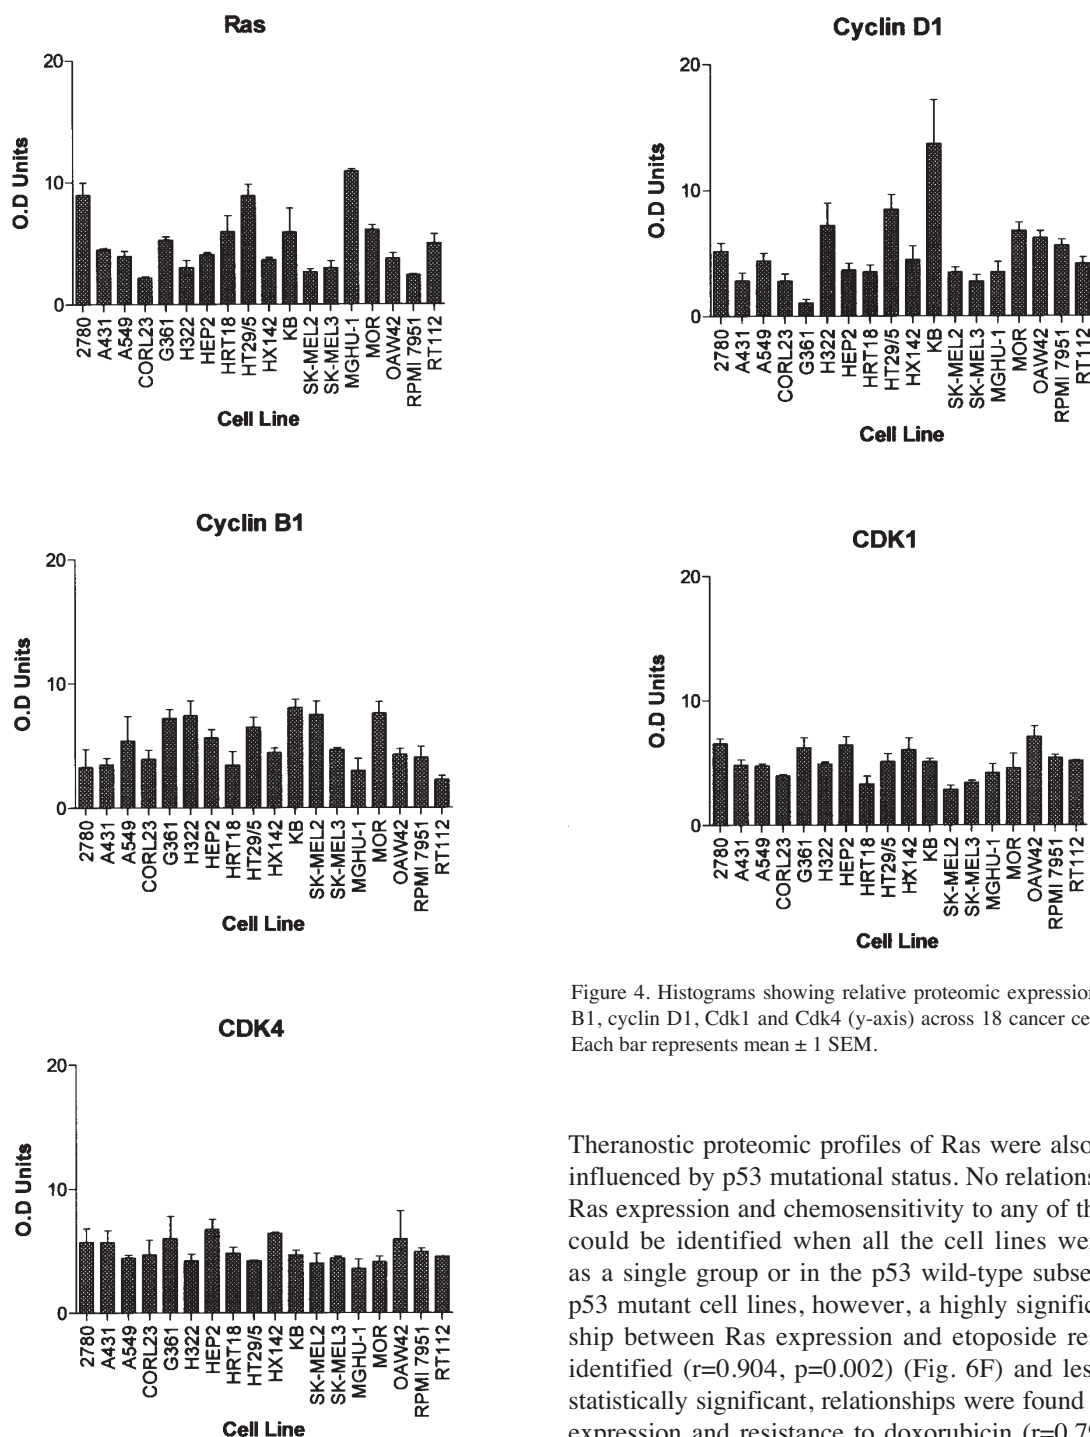 Ras
20
10
0
O.D Units
2780
A431
A549
CORL23
G361
H322
HEP2
HRT18
HT29/5
HX142
KB
SK-MEL2
SK-MEL3
MGHU-1
MOR
OAW42
RPMI 7951
RT112
Cell Line
Cyclin D1
20
10
0
O.D Units
2780
A431
A549
CORL23
G361
H322
HEP2
HRT18
HT29/5
HX142
KB
SK-MEL2
SK-MEL3
MGHU-1
MOR
OAW42
RPMI 7951
RT112
Cell Line
Cyclin B1
20
10
0
O.D Units
2780
A431
A549
CORL23
G361
H322
HEP2
HRT18
HT29/5
HX142
KB
SK-MEL2
SK-MEL3
MGHU-1
MOR
OAW42
RPMI 7951
RT112
Cell Line
CDK1
20
10
0
O.D Units
2780
A431
A549
CORL23
G361
H322
HEP2
HRT18
HT29/5
HX142
KB
SK-MEL2
SK-MEL3
MGHU-1
MOR
OAW42
RPMI 7951
RT112
Cell Line
CDK4
20
10
0
O.D Units
2780
A431
A549
CORL23
G361
H322
HEP2
HRT18
HT29/5
HX142
KB
SK-MEL2
SK-MEL3
MGHU-1
MOR
OAW42
RPMI 7951
RT112
Cell Line
Figure 4. Histograms showing relative proteomic expression
B1, cyclin D1, Cdk1 and Cdk4 (y-axis) across 18 cancer ce
Each bar represents mean ± 1 SEM.
Theranostic proteomic profiles of Ras were also
influenced by p53 mutational status. No relations
Ras expression and chemosensitivity to any of th
could be identified when all the cell lines we
as a single group or in the p53 wild-type subse
p53 mutant cell lines, however, a highly signific
ship between Ras expression and etoposide re
identified (r=0.904, p=0.002) (Fig. 6F) and les
statistically significant, relationships were found
expression and resistance to doxorubicin (r=0.79